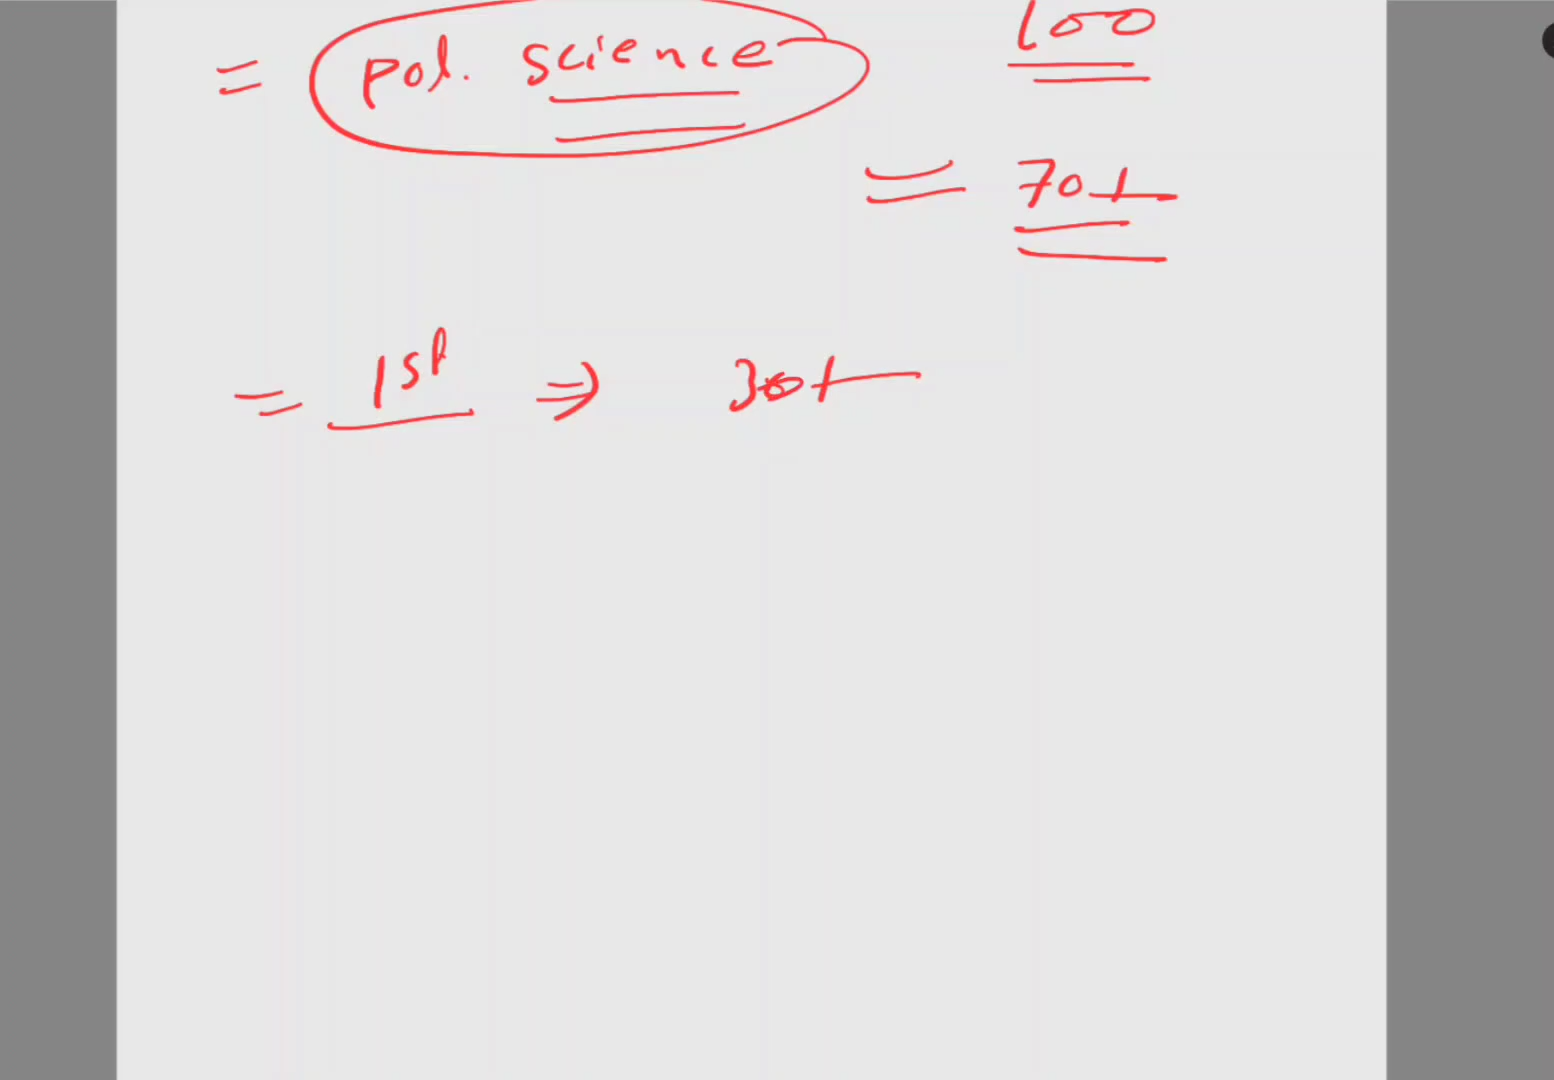 = pol. science 100
= 70+
= 1st ⇒ 30+